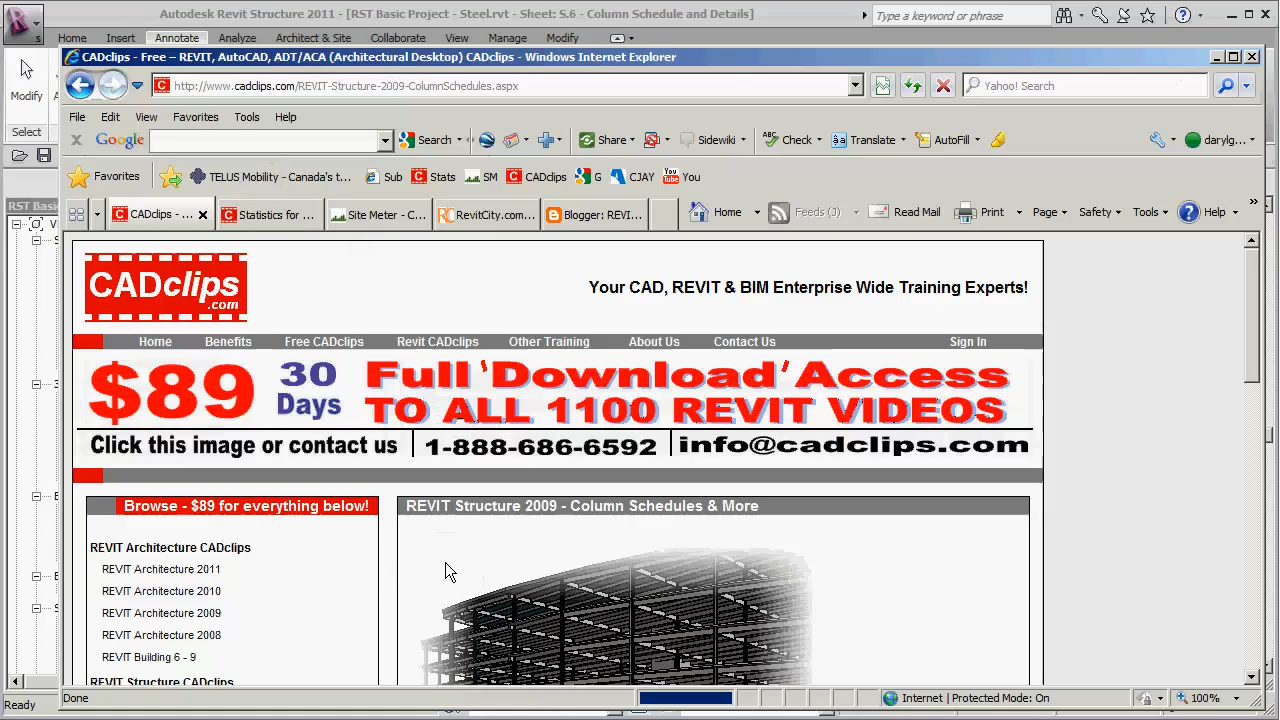 Autodesk Revit Structure 2011 - [RST Basic Project - Steel.rvt - Sheet: S.6 - Column Schedule and Details]
Type a keyword or phrase
Home Insert Annotate Analyze Architect & Site Collaborate View Manage Modify
CADclips - Free – REVIT, AutoCAD, ADT/ACA (Architectural Desktop) CADclips - Windows Internet Explorer
http://www.cadclips.com/REVIT-Structure-2009-ColumnSchedules.aspx
Yahoo! Search
Modify
File Edit View Favorites Tools Help
Select
Google Search Share Sidewiki Check Translate AutoFill darylg...
Favorites TELUS Mobility - Canada's t... Sub Stats SM CADclips G CJAY You
RST Basi
CADclips - ... Statistics for ... Site Meter - C... RevitCity.com... Blogger: REVI... Home Feeds (J) Read Mail Print Page Safety Tools Help
CADclips
.com
Your CAD, REVIT & BIM Enterprise Wide Training Experts!
Home Benefits Free CADclips Revit CADclips Other Training About Us Contact Us Sign In
$89 30 Days Full 'Download' Access
TO ALL 1100 REVIT VIDEOS
Click this image or contact us 1-888-686-6592 info@cadclips.com
Browse - $89 for everything below!
REVIT Structure 2009 - Column Schedules & More
REVIT Architecture CADclips
REVIT Architecture 2011
REVIT Architecture 2010
REVIT Architecture 2009
REVIT Architecture 2008
REVIT Building 6 - 9
REVIT Structure CADclips
Done
Internet | Protected Mode: On
100%
Ready